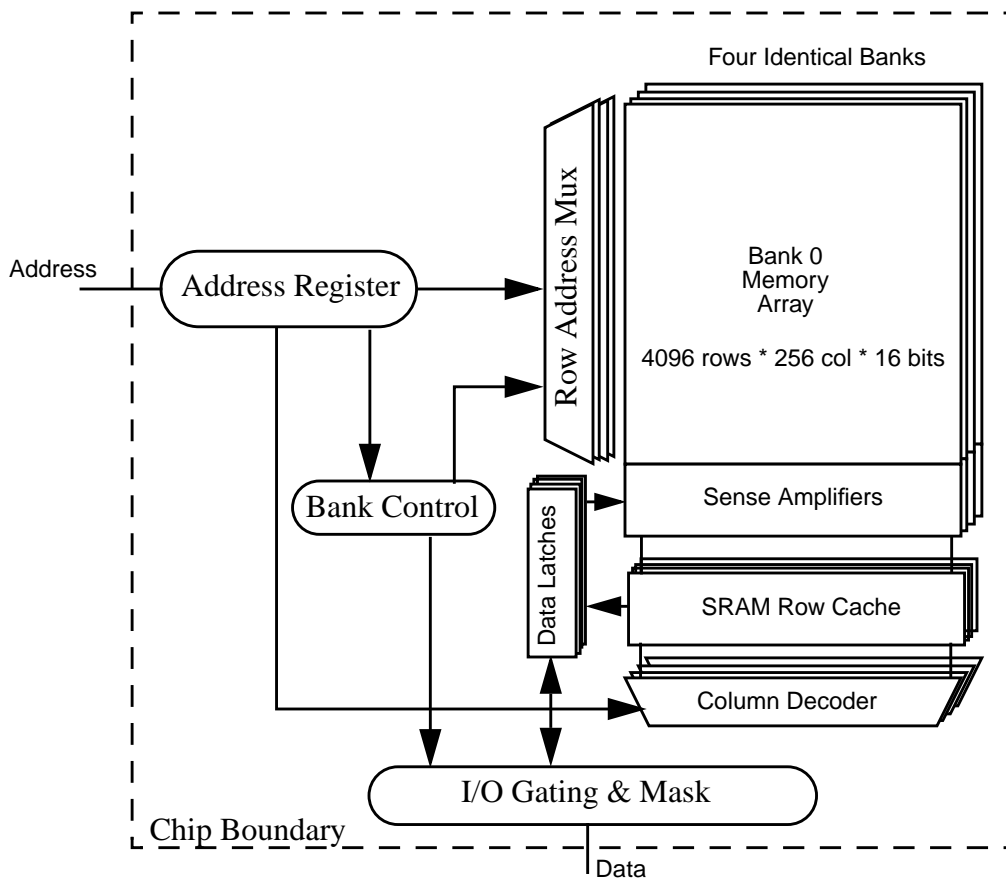 Four Identical Banks
Row Address Mux
Bank 0
Memory
Array
4096 rows * 256 col * 16 bits
Address
Address Register
Bank Control
Sense Amplifiers
Data Latches
SRAM Row Cache
Column Decoder
I/O Gating & Mask
Chip Boundary
Data